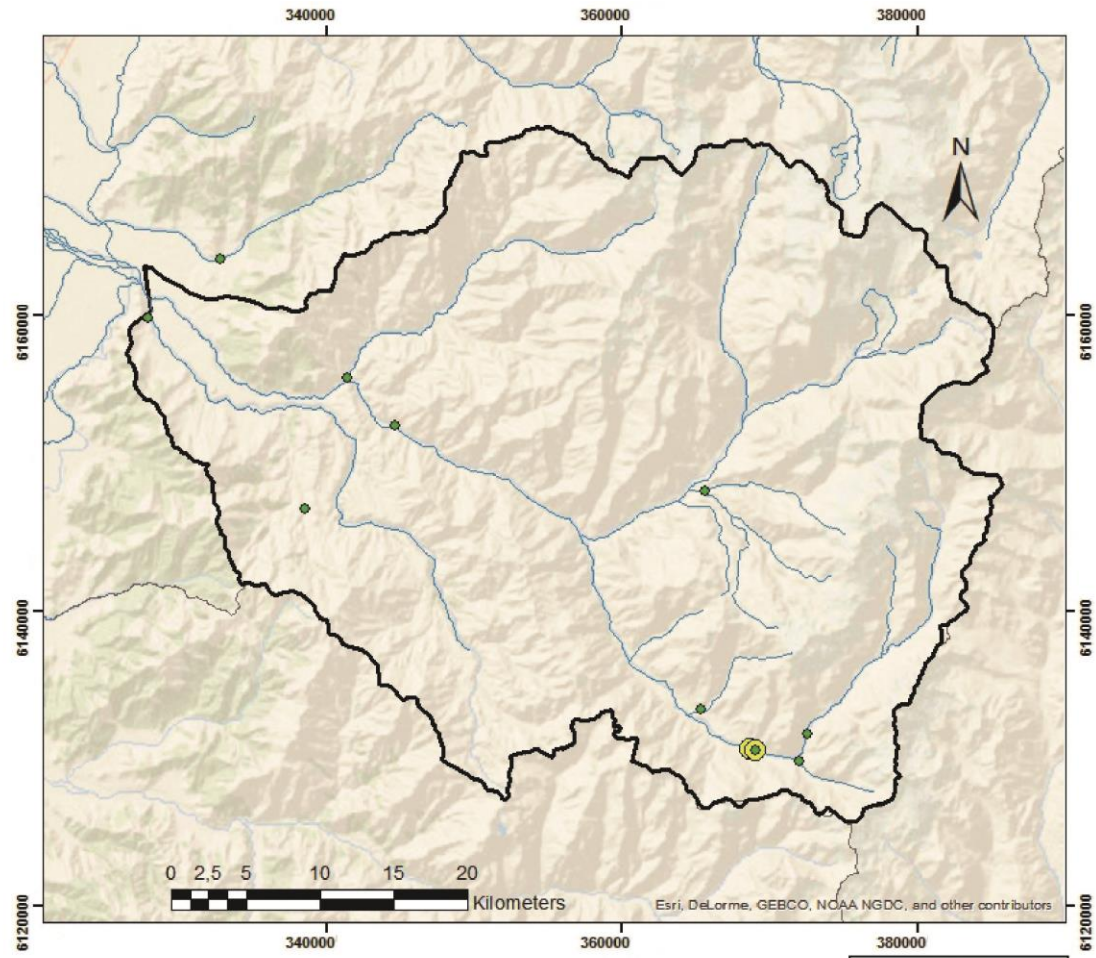 340000 360000 380000
N
6160000 6160000
6140000 6140000
0 2,5 5 10 15 20
Kilometers
Esri, DeLorme, GEBCO, NOAA NGDC, and other contributors
6120000 6120000
340000 360000 380000